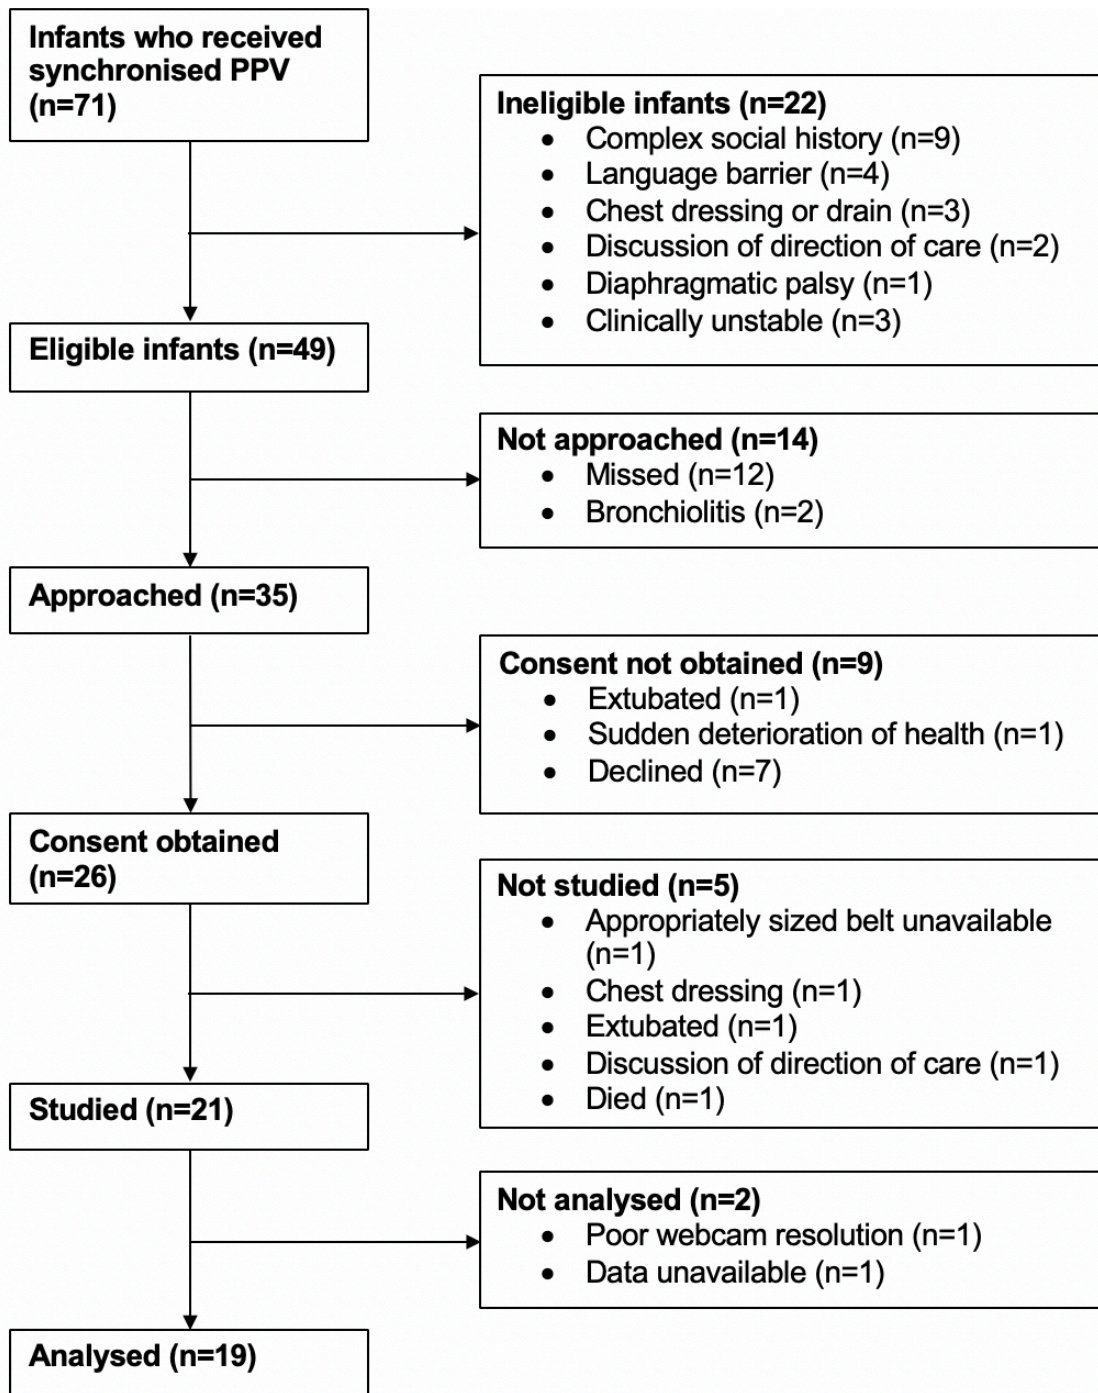 Infants who received
synchronised PPV
(n=71)
Ineligible infants (n=22)
• Complex social history (n=9)
• Language barrier (n=4)
• Chest dressing or drain (n=3)
• Discussion of direction of care (n=2)
• Diaphragmatic palsy (n=1)
• Clinically unstable (n=3)
Eligible infants (n=49)
Not approached (n=14)
• Missed (n=12)
• Bronchiolitis (n=2)
Approached (n=35)
Consent not obtained (n=9)
• Extubated (n=1)
• Sudden deterioration of health (n=1)
• Declined (n=7)
Consent obtained
(n=26)
Not studied (n=5)
• Appropriately sized belt unavailable
(n=1)
• Chest dressing (n=1)
• Extubated (n=1)
• Discussion of direction of care (n=1)
• Died (n=1)
Studied (n=21)
Not analysed (n=2)
• Poor webcam resolution (n=1)
• Data unavailable (n=1)
Analysed (n=19)